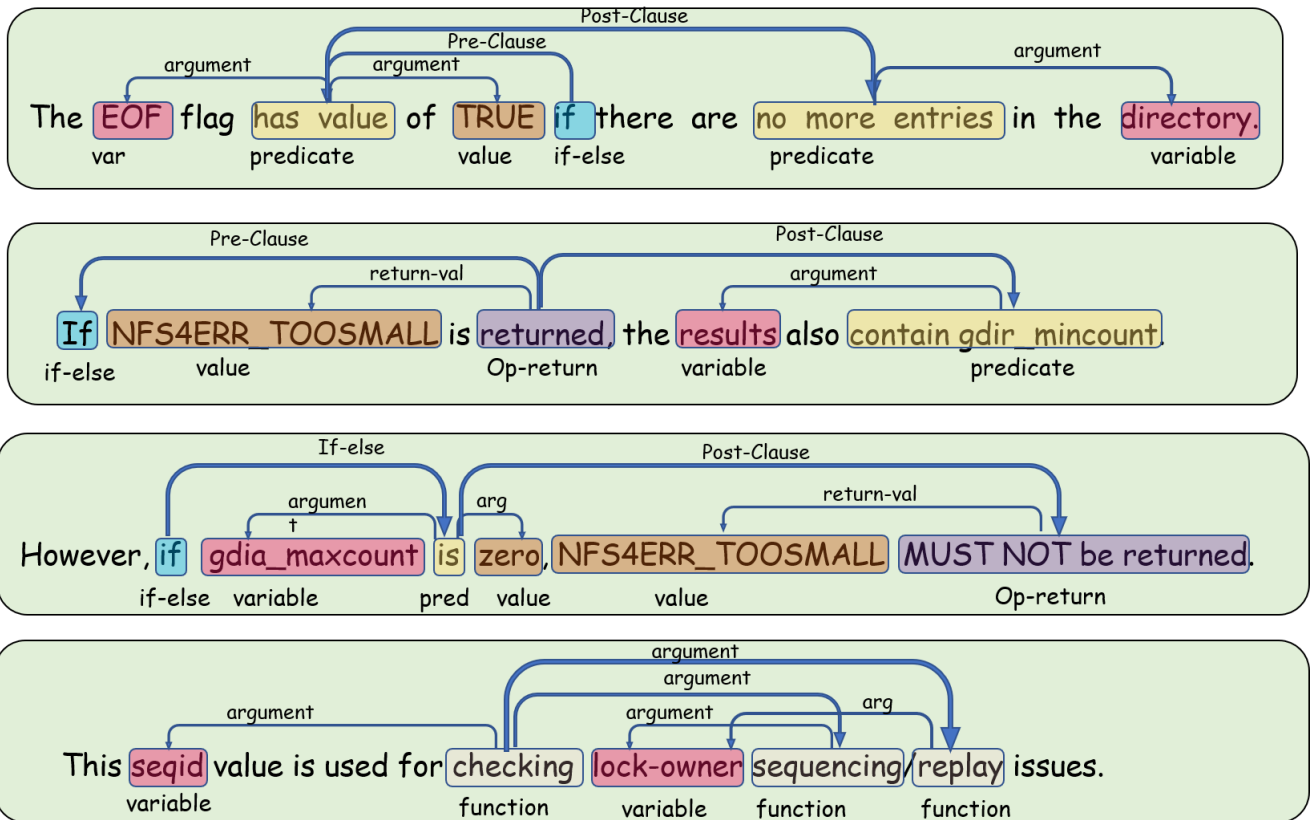 Post-Clause
Pre-Clause
argument argument argument
The EOF flag has value of TRUE if there are no more entries in the directory.
var predicate value if-else predicate variable
Pre-Clause Post-Clause
return-val argument
If NFS4ERR_TOOSMALL is returned, the results also contain gdir_mincount.
if-else value Op-return variable predicate
If-else Post-Clause
argumen arg return-val
t
However, if gdia_maxcount is zero, NFS4ERR_TOOSMALL MUST NOT be returned.
if-else variable pred value value Op-return
argument
argument
argument argument arg
This seqid value is used for checking lock-owner sequencing/replay issues.
variable function variable function function